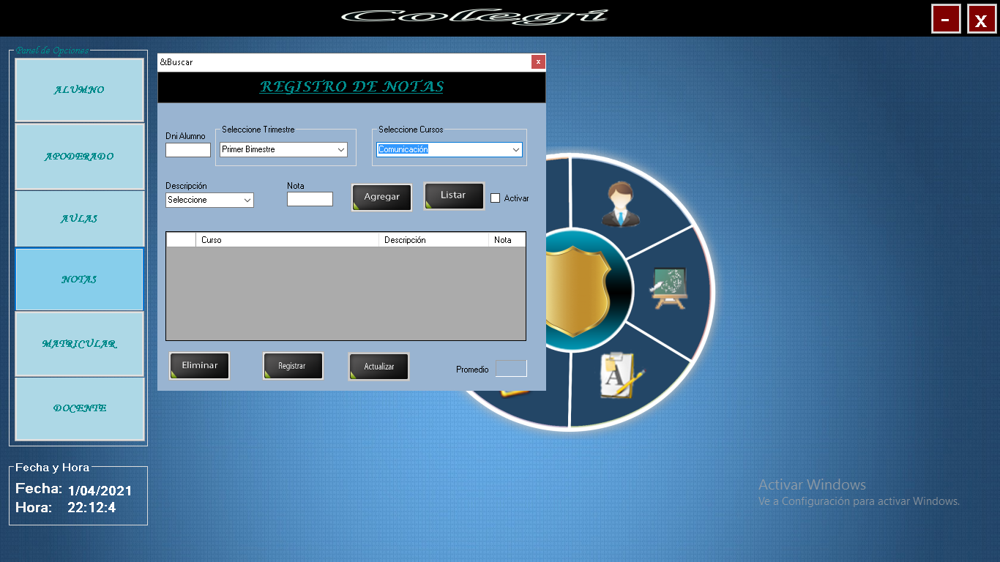 Colegi
-
x
Panel de Opciones
ALUMNO
APODERADO
AULAS
NOTAS
MATRICULAR
DOCENTE
Fecha y Hora
Fecha: 1/04/2021
Hora: 22:12:4
&Buscar
x
REGISTRO DE NOTAS
Dni Alumno
Seleccione Trimestre
Primer Bimestre
Seleccione Cursos
Comunicación
Descripción
Seleccione
Nota
Agregar
Listar
Activar
Curso Descripción Nota
Eliminar
Registrar
Actualizar
Promedio
A
Activar Windows
Ve a Configuración para activar Windows.